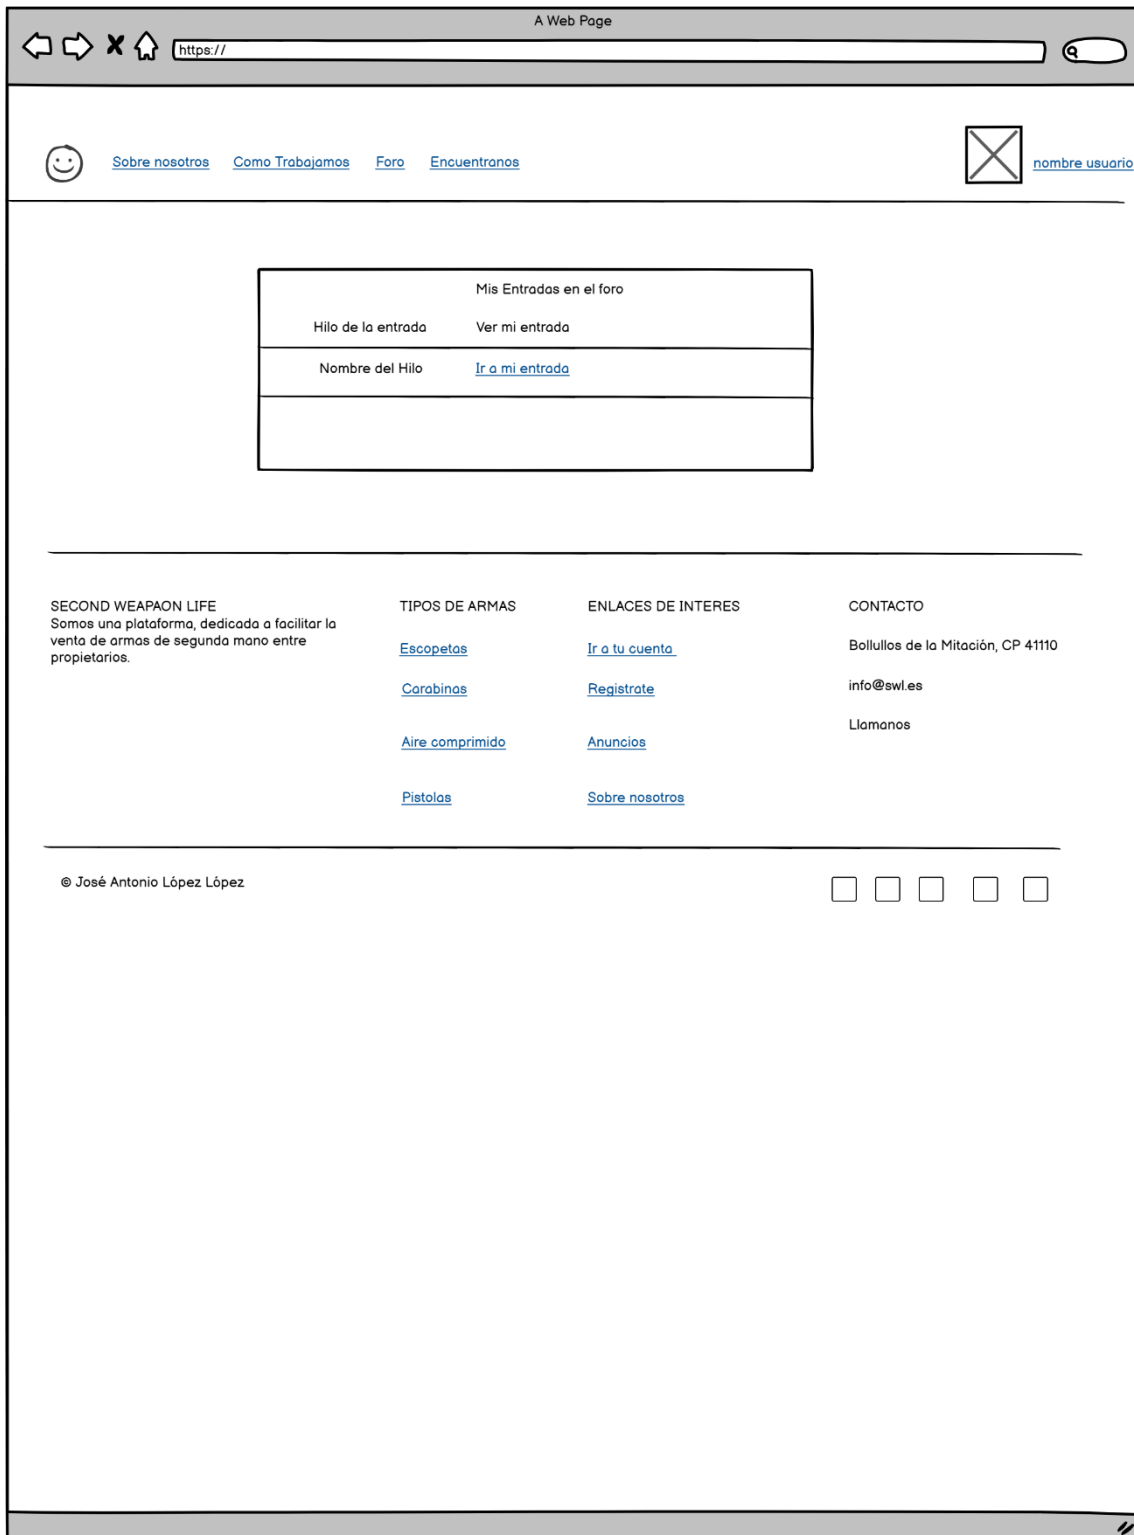 A Web Page
https://
Sobre nosotros Como Trabajamos Foro Encuentranos nombre usuario
Mis Entradas en el foro
Hilo de la entrada Ver mi entrada
Nombre del Hilo Ir a mi entrada
SECOND WEAPAON LIFE
Somos una plataforma, dedicada a facilitar la
venta de armas de segunda mano entre
propietarios.
TIPOS DE ARMAS
Escopetas
Carabinas
Aire comprimido
Pistolas
ENLACES DE INTERES
Ir a tu cuenta
Registrate
Anuncios
Sobre nosotros
CONTACTO
Bollullos de la Mitación, CP 41110
info@swl.es
Llamanos
© José Antonio López López